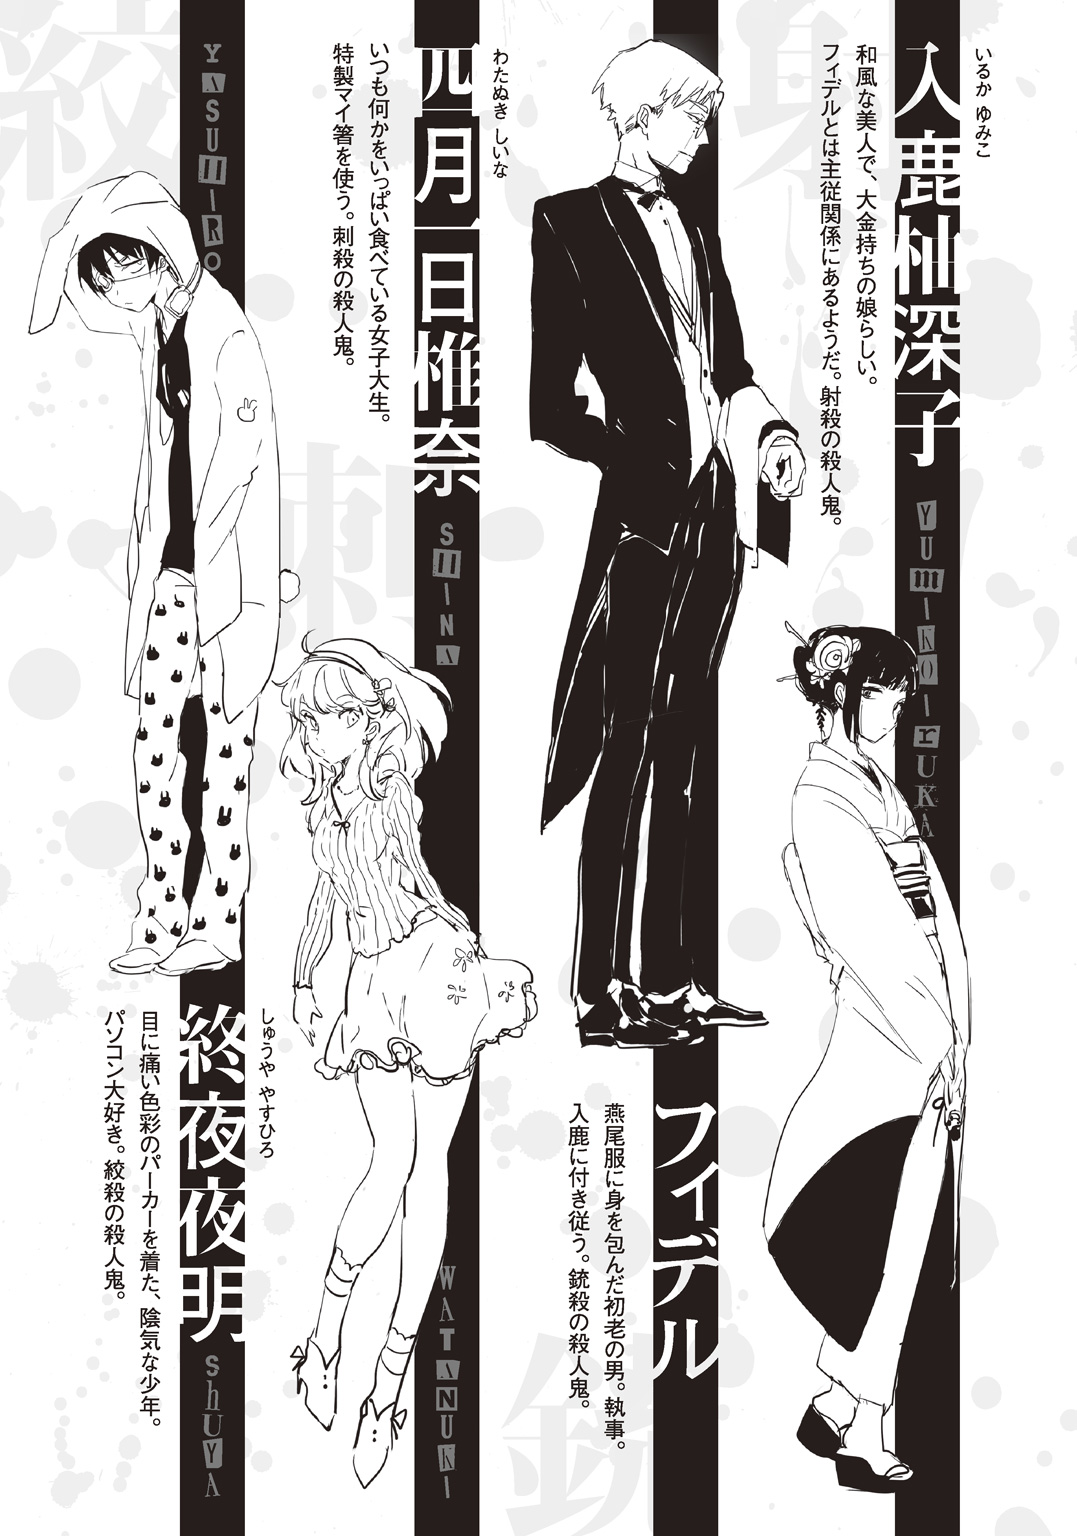 いるか ゆみこ
入鹿柚深子
YUMIKO IRUKA
和風な美人で、大金持ちの娘らしい。
フィデルとは主従関係にあるようだ。射殺の殺人鬼。
射
フィデル
燕尾服に身を包んだ初老の男。執事。
入鹿に付き従う。銃殺の殺人鬼。
銃
わたぬき しいな
四月一日椎奈
SHINA WATANUKI
いつも何かをいっぱい食べている女子大生。
特製マイ箸を使う。刺殺の殺人鬼。
刺
しゅうや やすひろ
終夜夜明
YASUHIRO SHUYA
目に痛い色彩のパーカーを着た、陰気な少年。
パソコン大好き。絞殺の殺人鬼。
絞